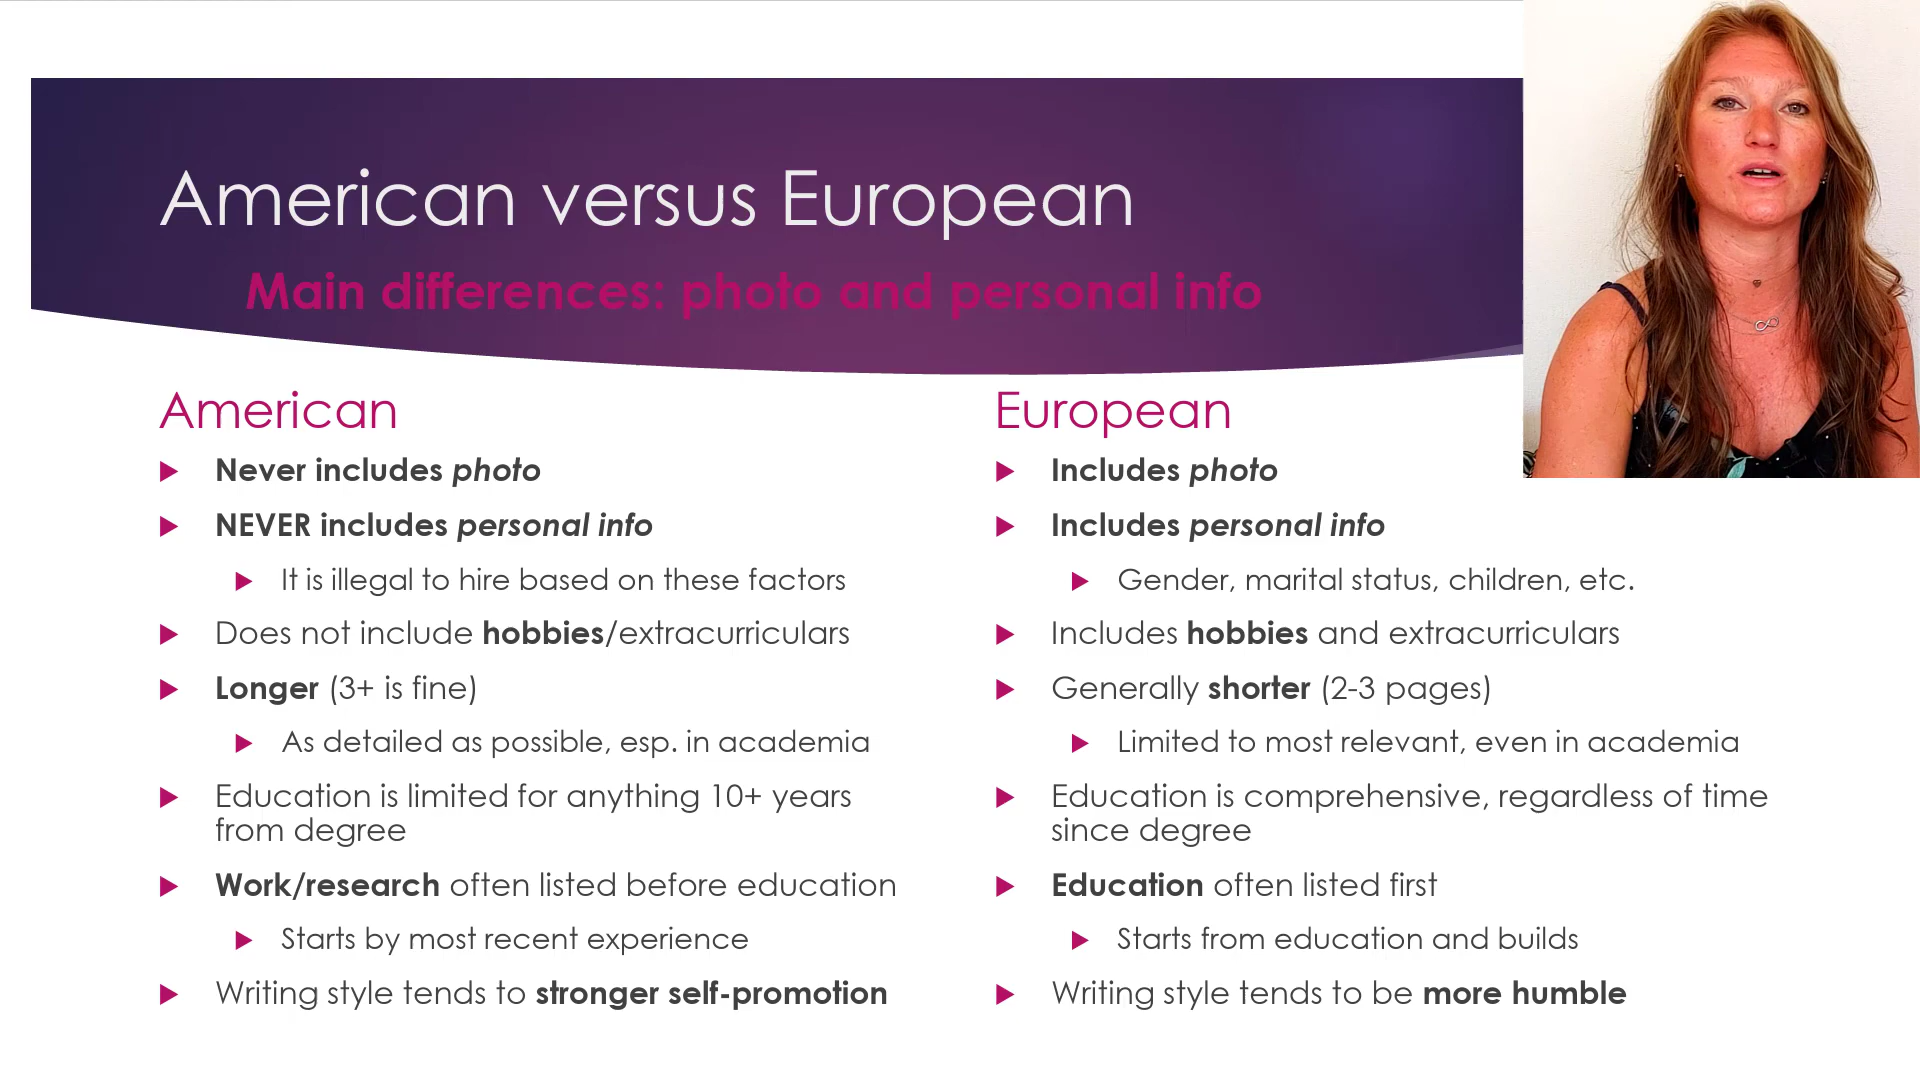 American versus European
Main differences: photo and personal info
American
Never includes photo
NEVER includes personal info
It is illegal to hire based on these factors
Does not include hobbies/extracurriculars
Longer (3+ is fine)
As detailed as possible, esp. in academia
Education is limited for anything 10+ years
from degree
Work/research often listed before education
Starts by most recent experience
Writing style tends to stronger self-promotion
European
Includes photo
Includes personal info
Gender, marital status, children, etc.
Includes hobbies and extracurriculars
Generally shorter (2-3 pages)
Limited to most relevant, even in academia
Education is comprehensive, regardless of time
since degree
Education often listed first
Starts from education and builds
Writing style tends to be more humble